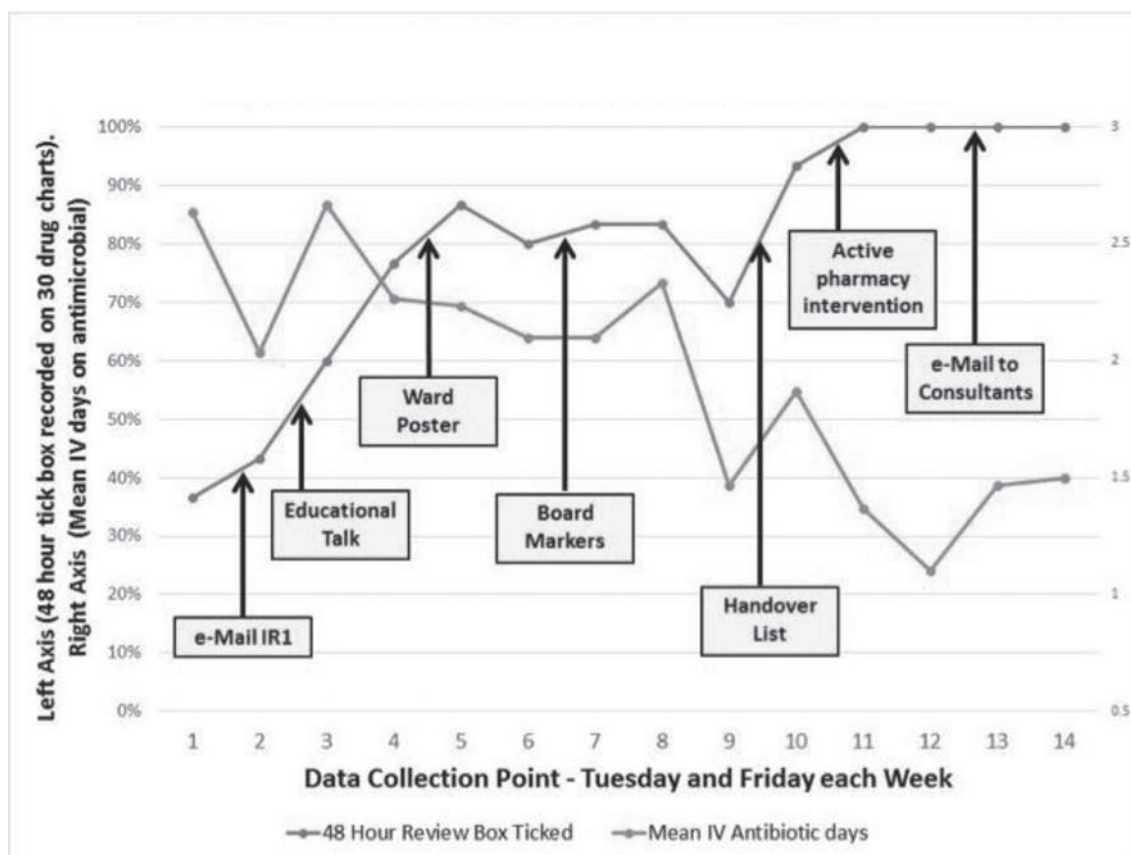 Left Axis (48 hour tick box recorded on 30 drug charts).
Right Axis (Mean IV days on antimicrobial)
100%
90%
80%
70%
60%
50%
40%
30%
20%
10%
0%
3
2.5
2
1.5
1
0.5
e-Mail IR1
Educational
Talk
Ward
Poster
Board
Markers
Handover
List
Active
pharmacy
intervention
e-Mail to
Consultants
1 2 3 4 5 6 7 8 9 10 11 12 13 14
Data Collection Point - Tuesday and Friday each Week
48 Hour Review Box Ticked Mean IV Antibiotic days